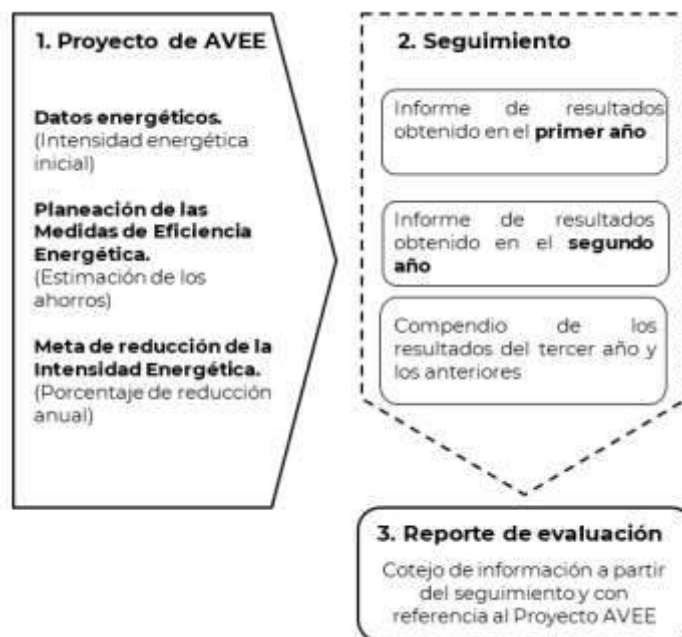 1. Proyecto de AVEE
Datos energéticos.
(Intensidad energética
inicial)
Planeación de las
Medidas de Eficiencia
Energética.
(Estimación de los
ahorros)
Meta de reducción de la
Intensidad Energética.
(Porcentaje de reducción
anual)
2. Seguimiento
Informe de resultados
obtenido en el primer año
Informe de resultados
obtenido en el segundo
año
Compendio de los
resultados del tercer año y
los anteriores
3. Reporte de evaluación
Cotejo de información a partir
del seguimiento y con
referencia al Proyecto AVEE